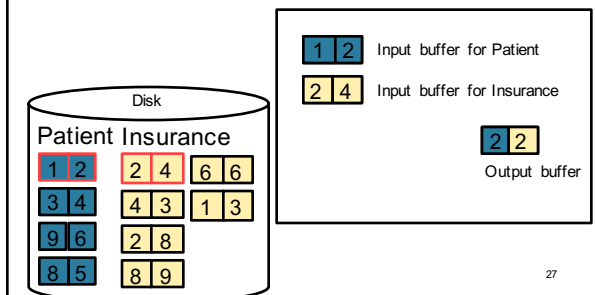 1 2 Input buffer for Patient
2 4 Input buffer for Insurance
2 2
Output buffer
Disk
Patient Insurance
1 2 2 4 6 6
3 4 4 3 1 3
9 6 2 8
8 5 8 9
27